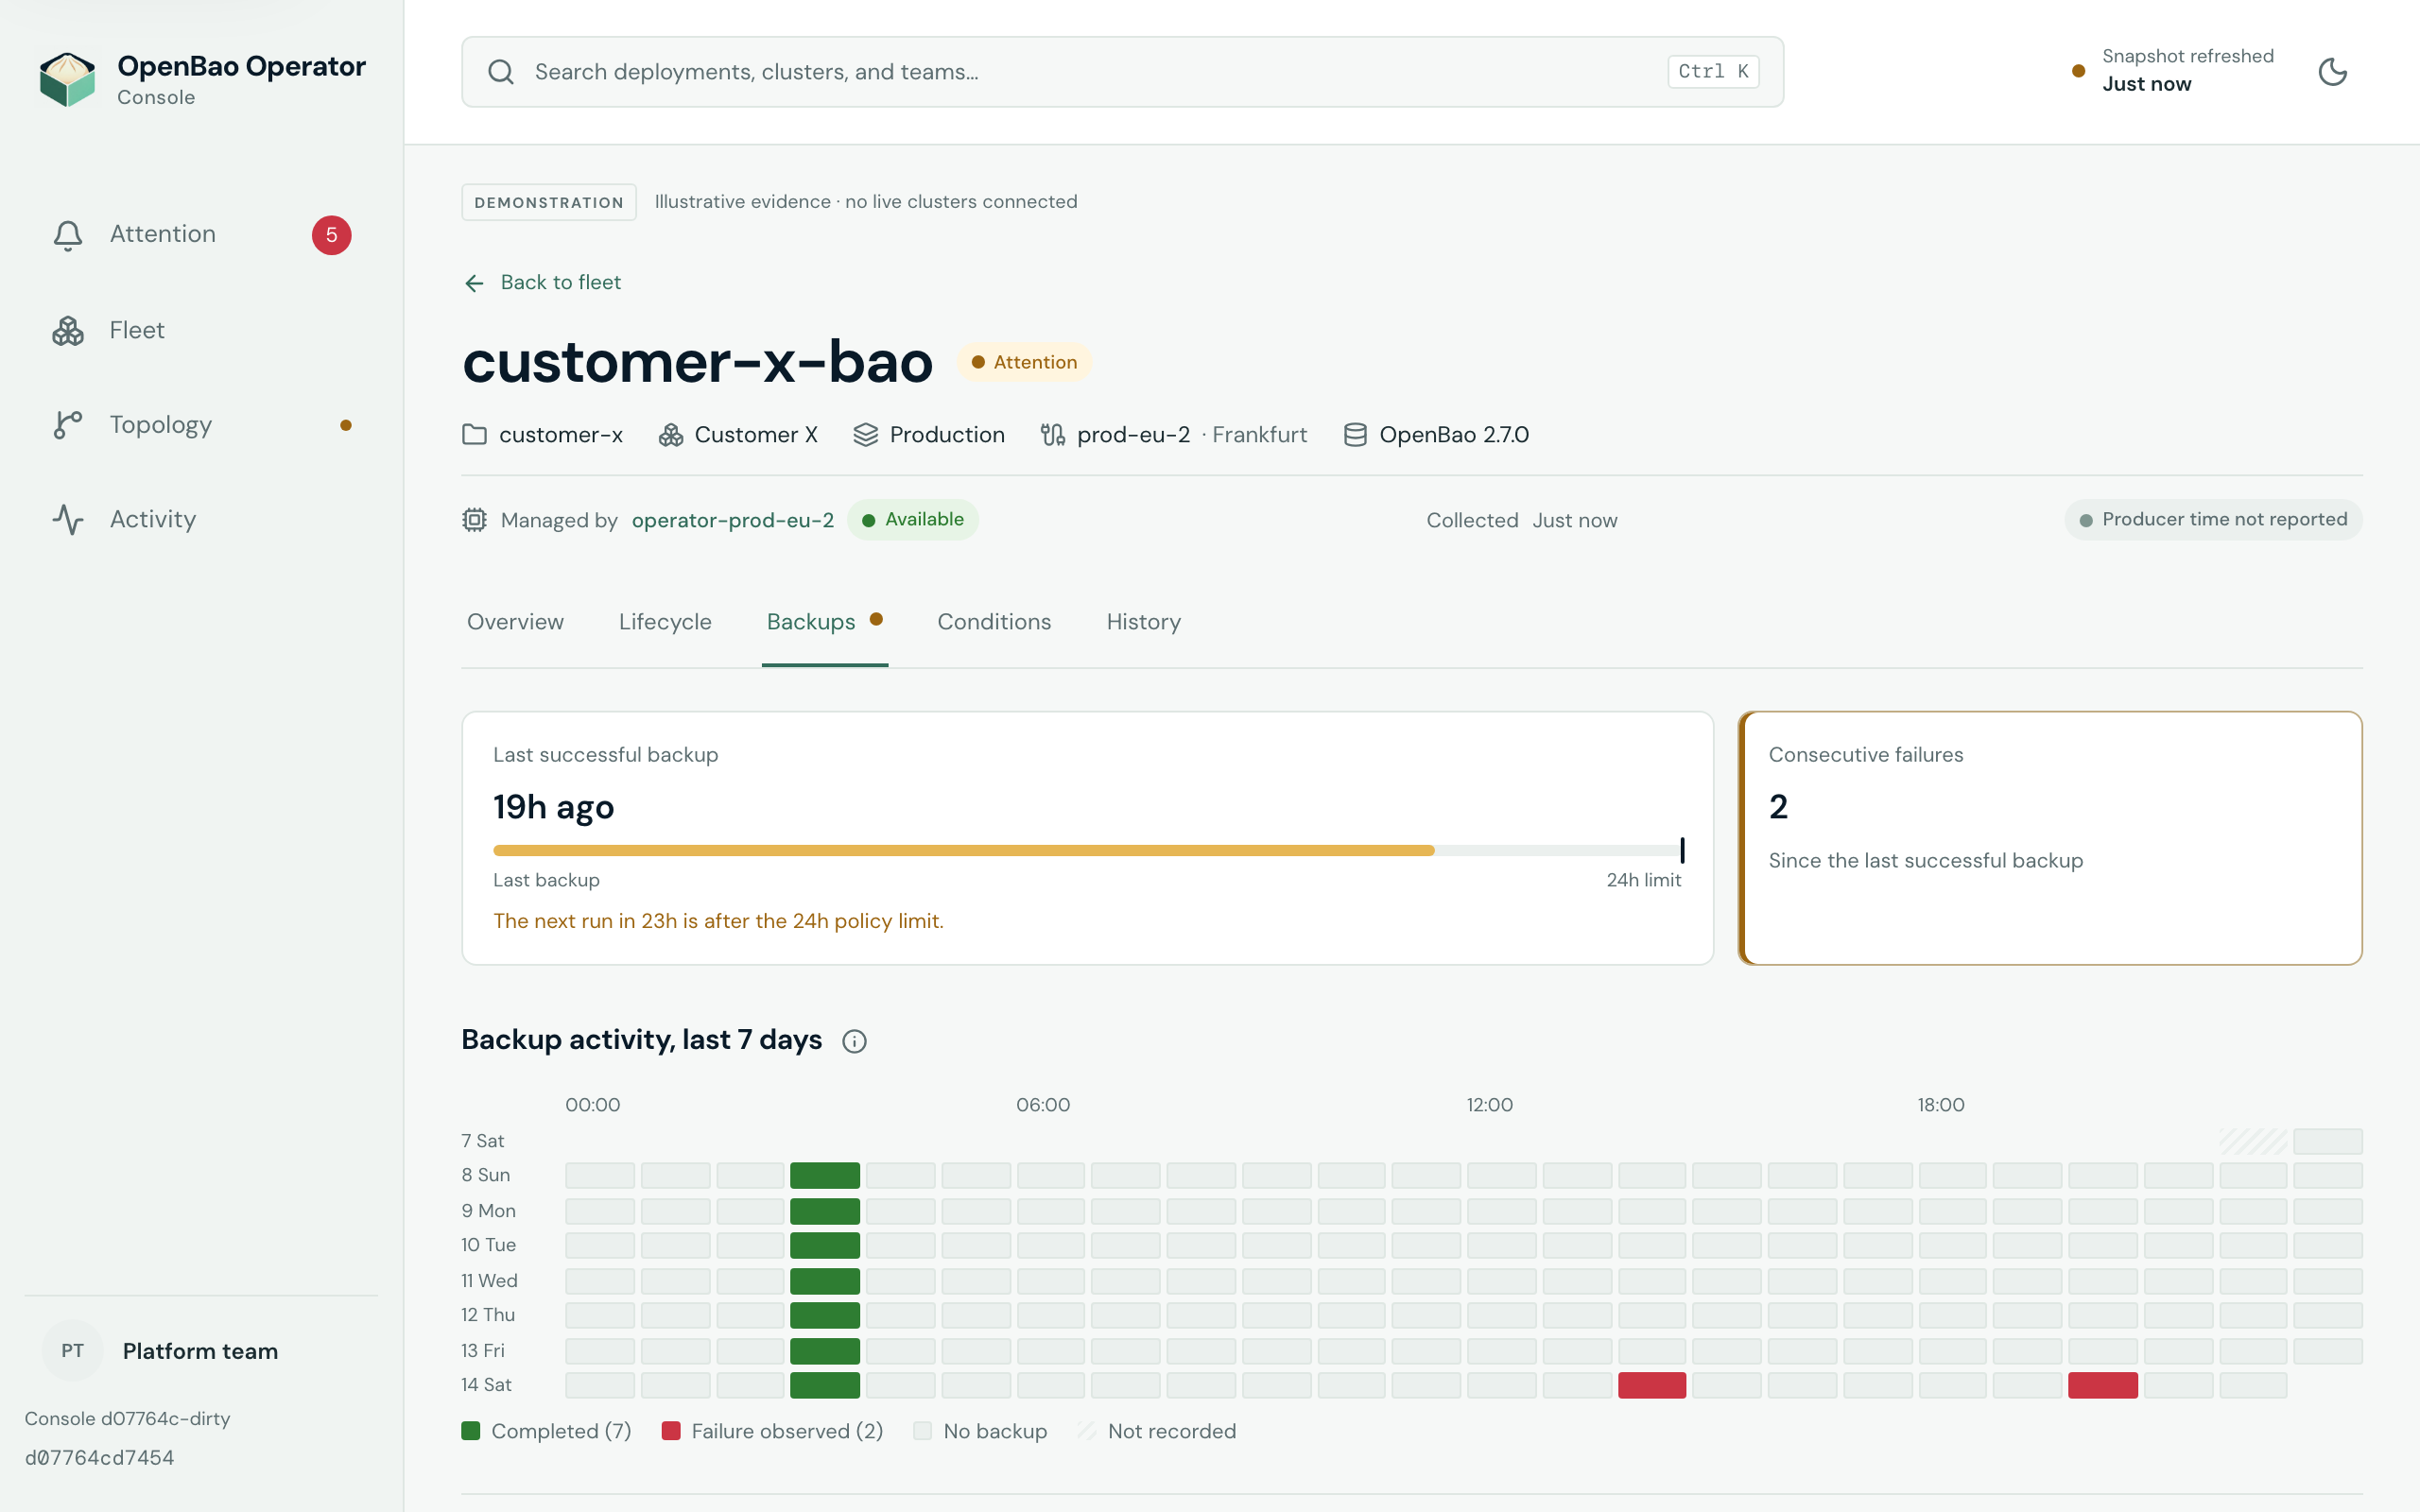 OpenBao Operator
Console
Search deployments, clusters, and teams...
Ctrl K
Snapshot refreshed
Just now
Attention
5
Fleet
Topology
Activity
DEMONSTRATION
Illustrative evidence · no live clusters connected
Back to fleet
customer-x-bao
Attention
customer-x
Customer X
Production
prod-eu-2 · Frankfurt
OpenBao 2.7.0
Managed by operator-prod-eu-2
Available
Collected Just now
Producer time not reported
Overview
Lifecycle
Backups
Conditions
History
Last successful backup
19h ago
Last backup
24h limit
The next run in 23h is after the 24h policy limit.
Consecutive failures
2
Since the last successful backup
Backup activity, last 7 days
00:00
06:00
12:00
18:00
7 Sat
8 Sun
9 Mon
10 Tue
11 Wed
12 Thu
13 Fri
14 Sat
Completed (7)
Failure observed (2)
No backup
Not recorded
PT
Platform team
Console d07764c-dirty
d07764cd7454